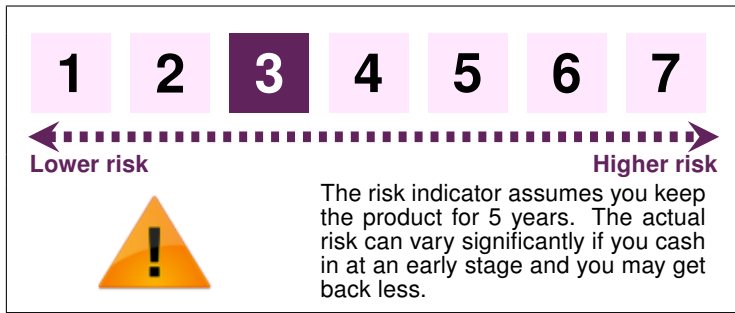 1 2 3 4 5 6 7
Lower risk Higher risk
!
The risk indicator assumes you keep
the product for 5 years. The actual
risk can vary significantly if you cash
in at an early stage and you may get
back less.